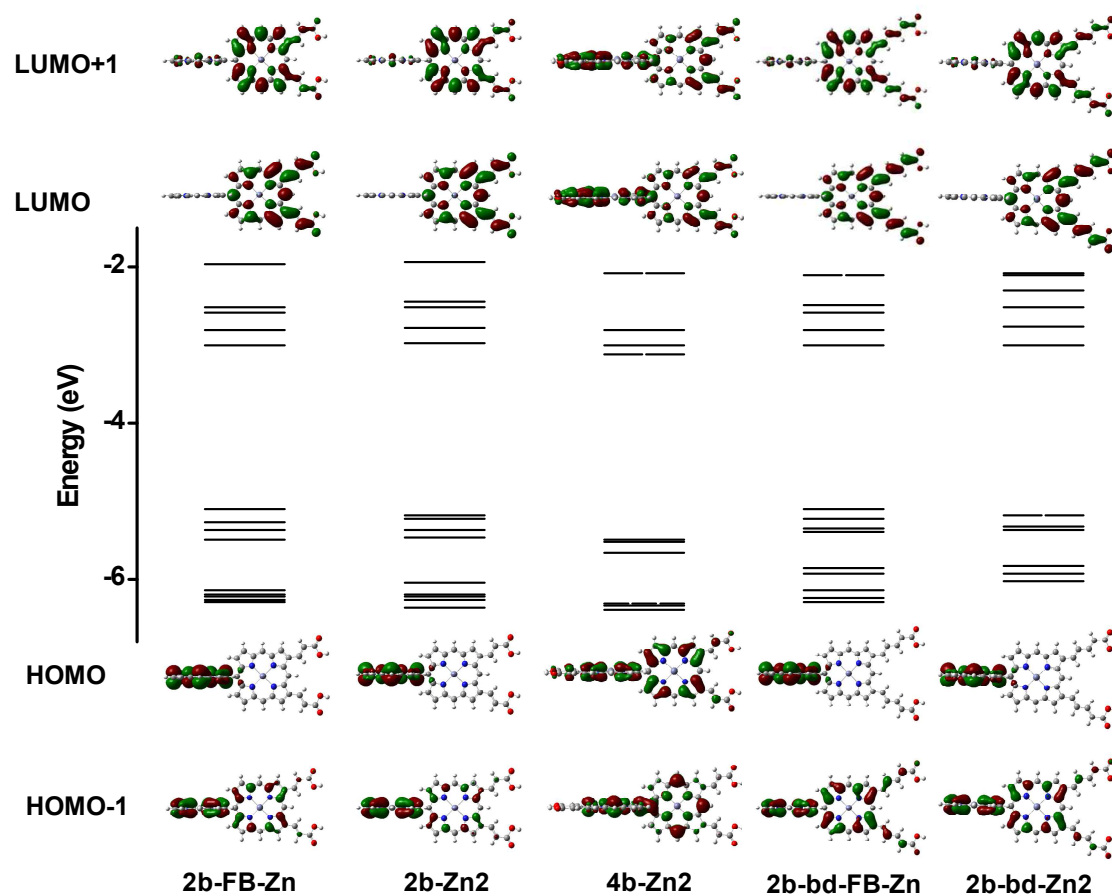 LUMO+1
LUMO
-2
-4
-6
Energy (eV)
HOMO
HOMO-1
2b-FB-Zn 2b-Zn2 4b-Zn2 2b-bd-FB-Zn 2b-bd-Zn2